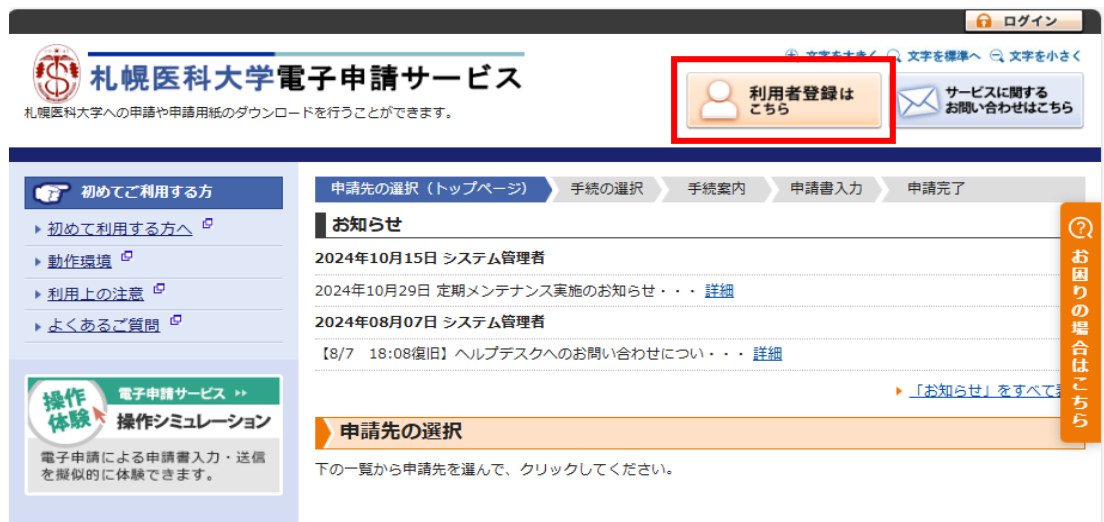 ログイン
文字を大きく 文字を標準へ 文字を小さく
札幌医科大学電子申請サービス
札幌医科大学への申請や申請用紙のダウンロードを行うことができます。
利用者登録は
こちら
サービスに関する
お問い合わせはこちら
初めてご利用する方
初めて利用する方へ
動作環境
利用上の注意
よくあるご質問
操作
体験
電子申請サービス
操作シミュレーション
電子申請による申請書入力・送信
を擬似的に体験できます。
申請先の選択（トップページ） 手続の選択 手続案内 申請書入力 申請完了
お知らせ
2024年10月15日 システム管理者
2024年10月29日 定期メンテナンス実施のお知らせ・・・ 詳細
2024年08月07日 システム管理者
【8/7 18:08復旧】ヘルプデスクへのお問い合わせについ・・・ 詳細
「お知らせ」をすべて
申請先の選択
下の一覧から申請先を選んで、クリックしてください。
お困りの場合はこちら